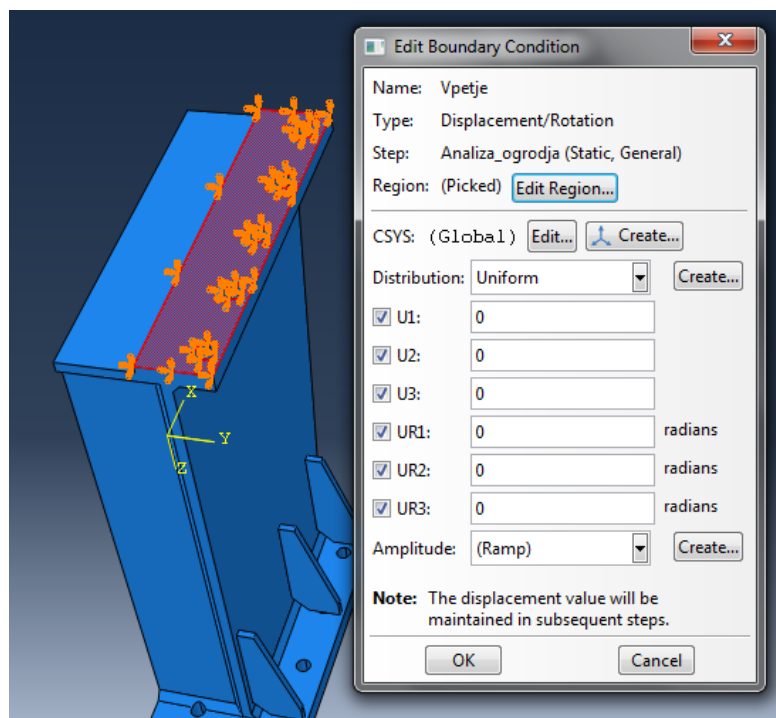 Edit Boundary Condition
Name: Vpetje
Type: Displacement/Rotation
Step: Analiza_ogrodja (Static, General)
Region: (Picked) Edit Region...
CSYS: (Global) Edit... Create...
Distribution: Uniform Create...
U1: 0
U2: 0
U3: 0
UR1: 0 radians
UR2: 0 radians
UR3: 0 radians
Amplitude: (Ramp) Create...
Note: The displacement value will be
maintained in subsequent steps.
OK Cancel
X
Y
Z